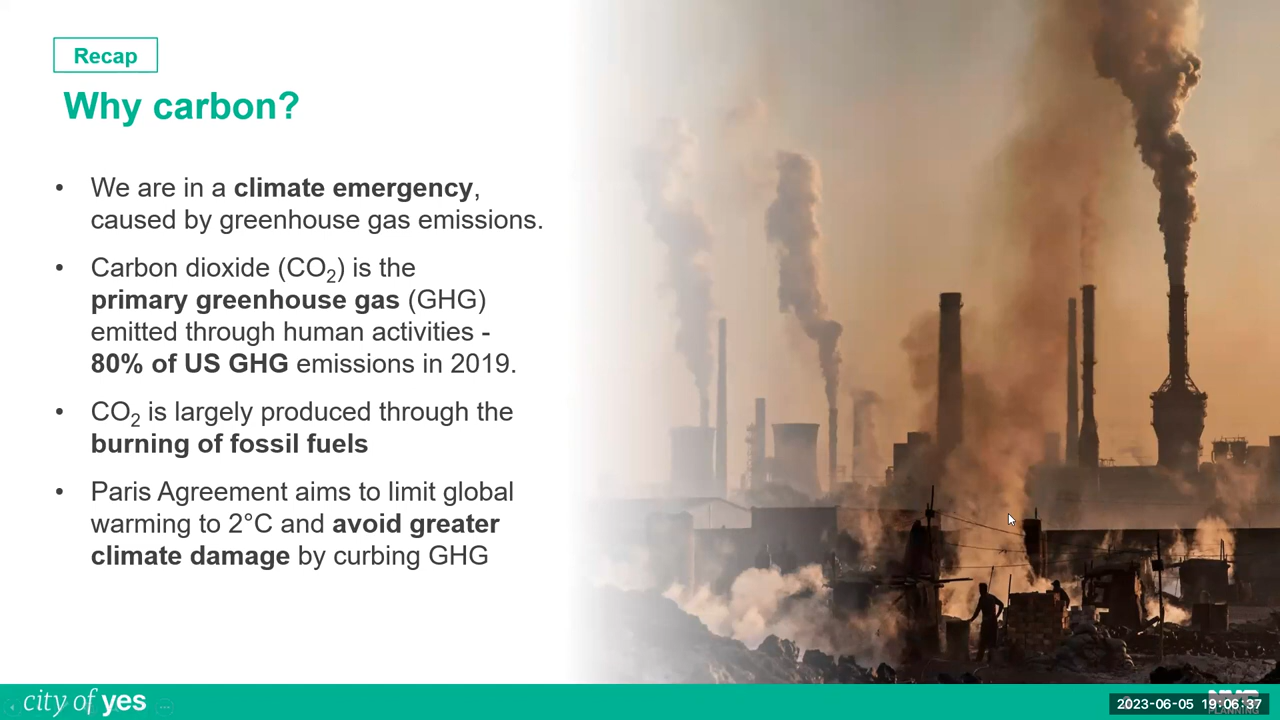 Recap
Why carbon?
• We are in a climate emergency,
caused by greenhouse gas emissions.
• Carbon dioxide (CO₂) is the
primary greenhouse gas (GHG)
emitted through human activities -
80% of US GHG emissions in 2019.
• CO₂ is largely produced through the
burning of fossil fuels
• Paris Agreement aims to limit global
warming to 2°C and avoid greater
climate damage by curbing GHG
city of yes
2023-06-05 19:06:37